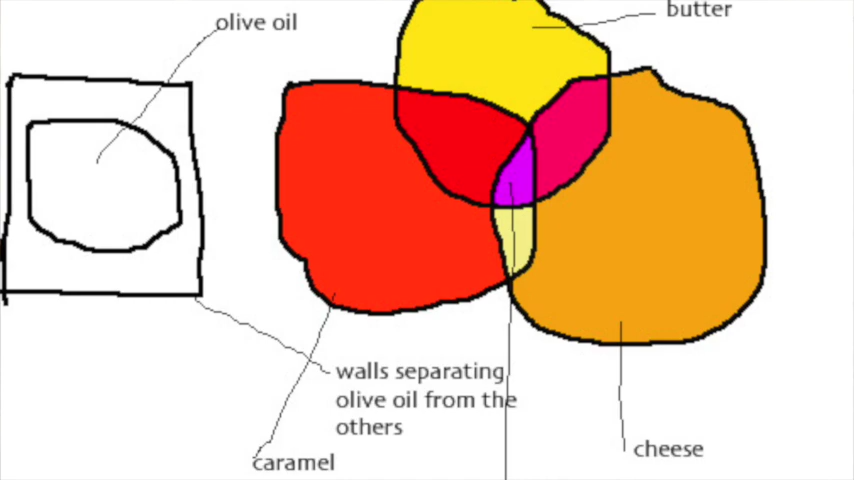 olive oil
butter
walls separating
olive oil from the
others
caramel
cheese